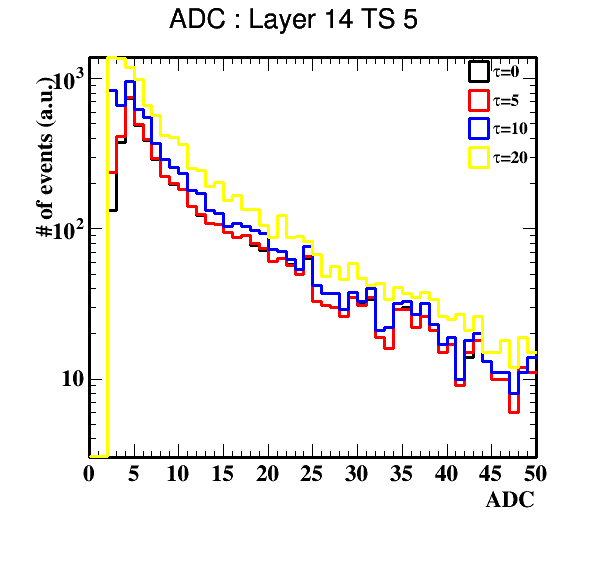 ADC : Layer 14 TS 5
# of events (a.u.)
10³
10²
10
τ=0
τ=5
τ=10
τ=20
0 5 10 15 20 25 30 35 40 45 50
ADC